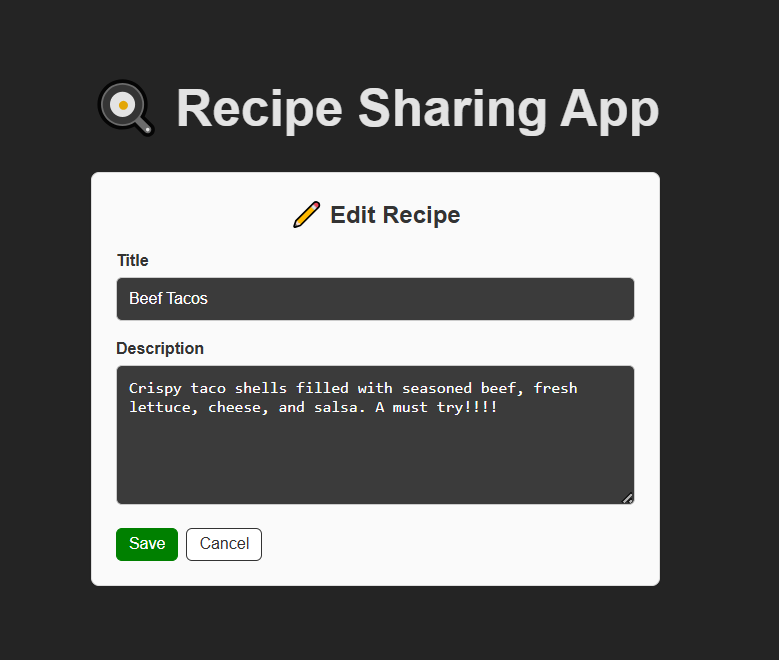 Recipe Sharing App
Edit Recipe
Title
Beef Tacos
Description
Crispy taco shells filled with seasoned beef, fresh
lettuce, cheese, and salsa. A must try!!!!
Save Cancel